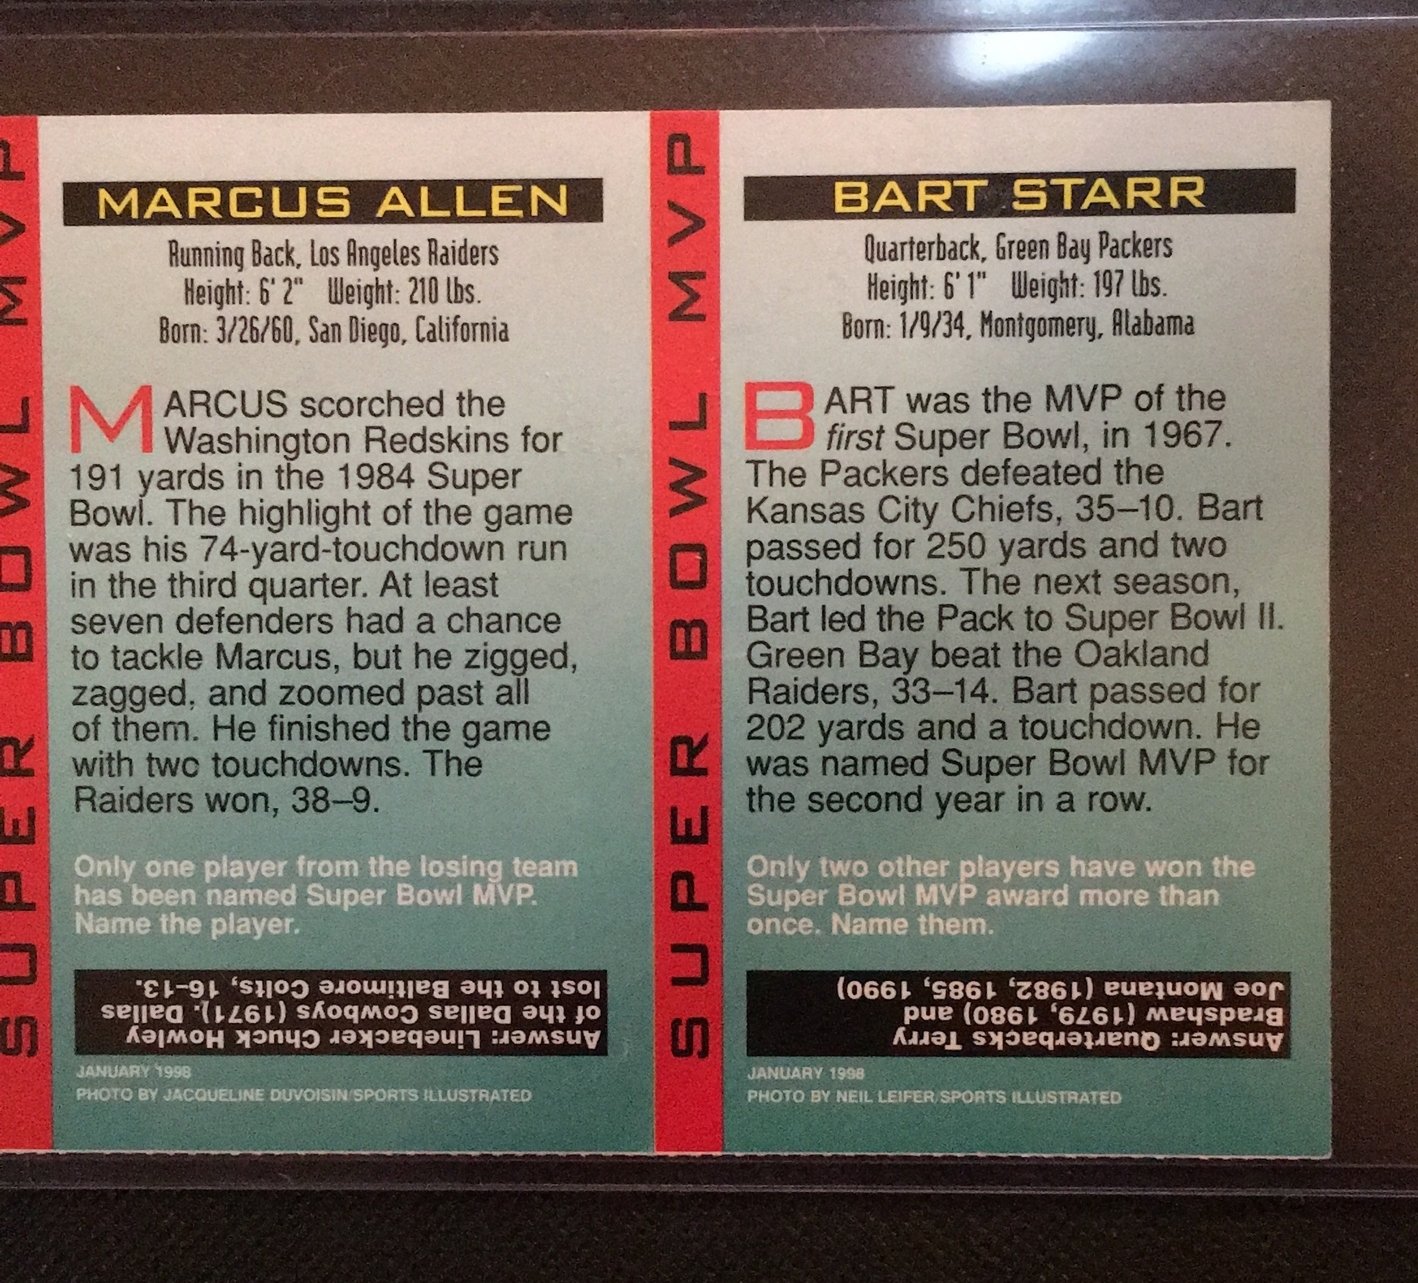 SUPER BOWL MVP
MARCUS ALLEN
Running Back, Los Angeles Raiders
Height: 6' 2" Weight: 210 lbs.
Born: 3/26/60, San Diego, California
MARCUS scorched the
Washington Redskins for
191 yards in the 1984 Super
Bowl. The highlight of the game
was his 74-yard-touchdown run
in the third quarter. At least
seven defenders had a chance
to tackle Marcus, but he zigged,
zagged, and zoomed past all
of them. He finished the game
with two touchdowns. The
Raiders won, 38–9.
Only one player from the losing team
has been named Super Bowl MVP.
Name the player.
Answer: Linebacker Chuck Howley
of the Dallas Cowboys (1971). Dallas
lost to the Baltimore Colts, 16-13.
JANUARY 1998
PHOTO BY JACQUELINE DUVOISIN/SPORTS ILLUSTRATED
SUPER BOWL MVP
BART STARR
Quarterback, Green Bay Packers
Height: 6' 1" Weight: 197 lbs.
Born: 1/9/34, Montgomery, Alabama
BART was the MVP of the
first Super Bowl, in 1967.
The Packers defeated the
Kansas City Chiefs, 35–10. Bart
passed for 250 yards and two
touchdowns. The next season,
Bart led the Pack to Super Bowl II.
Green Bay beat the Oakland
Raiders, 33–14. Bart passed for
202 yards and a touchdown. He
was named Super Bowl MVP for
the second year in a row.
Only two other players have won the
Super Bowl MVP award more than
once. Name them.
Answer: Quarterbacks Terry
Bradshaw (1979, 1980) and
Joe Montana (1982, 1985, 1990)
JANUARY 1998
PHOTO BY NEIL LEIFER/SPORTS ILLUSTRATED